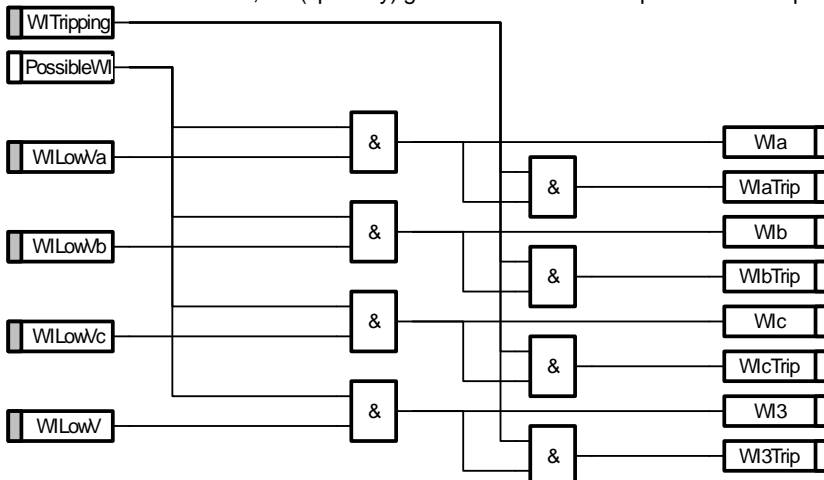 WITripping
PossibleWI
&
WIa
WILowVa
&
WIaTrip
&
WIb
WILowVb
&
WIbTrip
&
WIc
WILowVc
&
WIcTrip
&
WI3
WILowV
&
WI3Trip